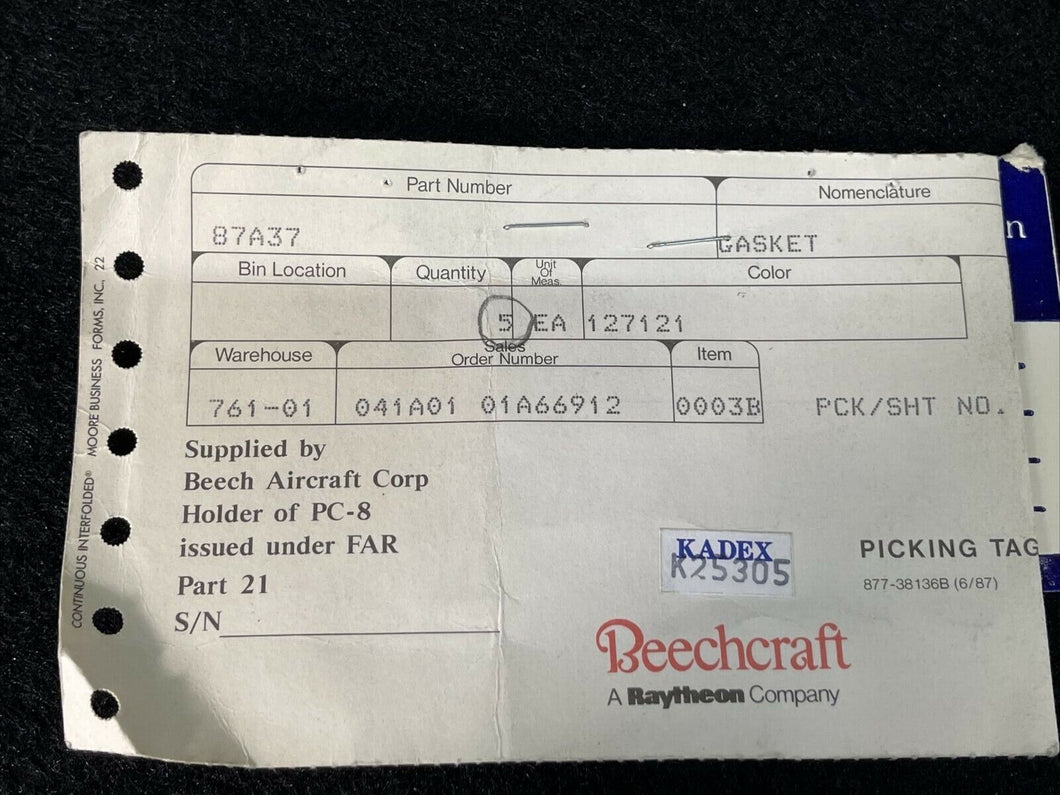 Part Number Nomenclature
87A37 GASKET
Bin Location Quantity Unit Of Meas. Color
5 EA 127121
Warehouse Sales Order Number Item
761-01 041A01 01A66912 0003B PCK/SHT NO.
Supplied by
Beech Aircraft Corp
Holder of PC-8
issued under FAR
Part 21
S/N
KADEX
K25305
PICKING TAG
877-38136B (6/87)
Beechcraft
A Raytheon Company
CONTINUOUS INTERFOLDED® MOORE BUSINESS FORMS, INC., 22
n